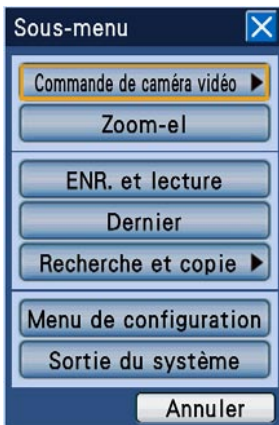 Sous-menu
Commande de caméra vidéo
Zoom-el
ENR. et lecture
Dernier
Recherche et copie
Menu de configuration
Sortie du système
Annuler